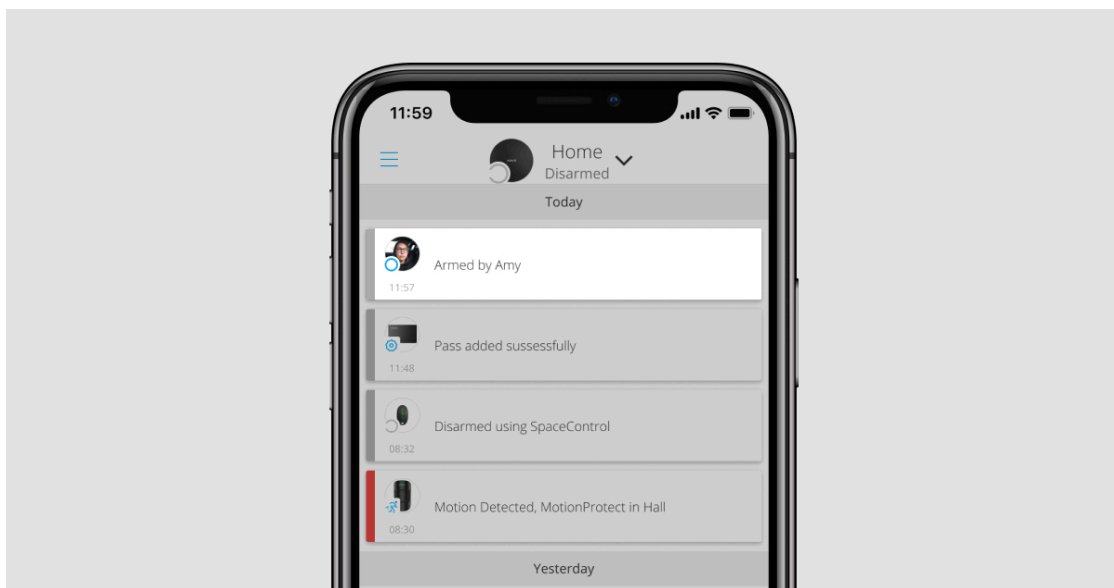 11:59
Home
Disarmed
Today
Armed by Amy
11:57
Pass added sussessfully
11:48
Disarmed using SpaceControl
08:32
Motion Detected, MotionProtect in Hall
08:30
Yesterday